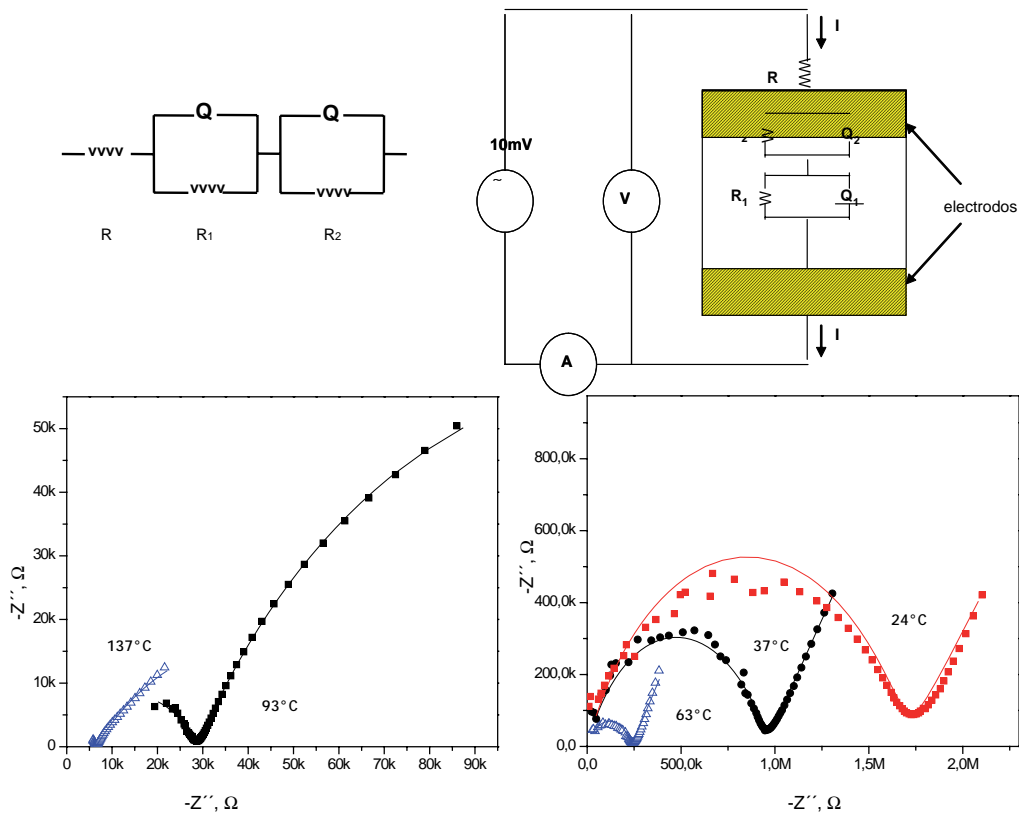 Q Q
vvvv
vvvv vvvv
R R1 R2
I
R
10mV
~
2 Q2
V
R1 Q1
electrodos
I
A
50k
40k
30k
20k
10k
0
-Z´´, Ω
137°C
93°C
0 10k 20k 30k 40k 50k 60k 70k 80k 90k
-Z´´, Ω
800,0k
600,0k
400,0k
200,0k
0,0
-Z´´, Ω
24°C
37°C
63°C
0,0 500,0k 1,0M 1,5M 2,0M
-Z´´, Ω